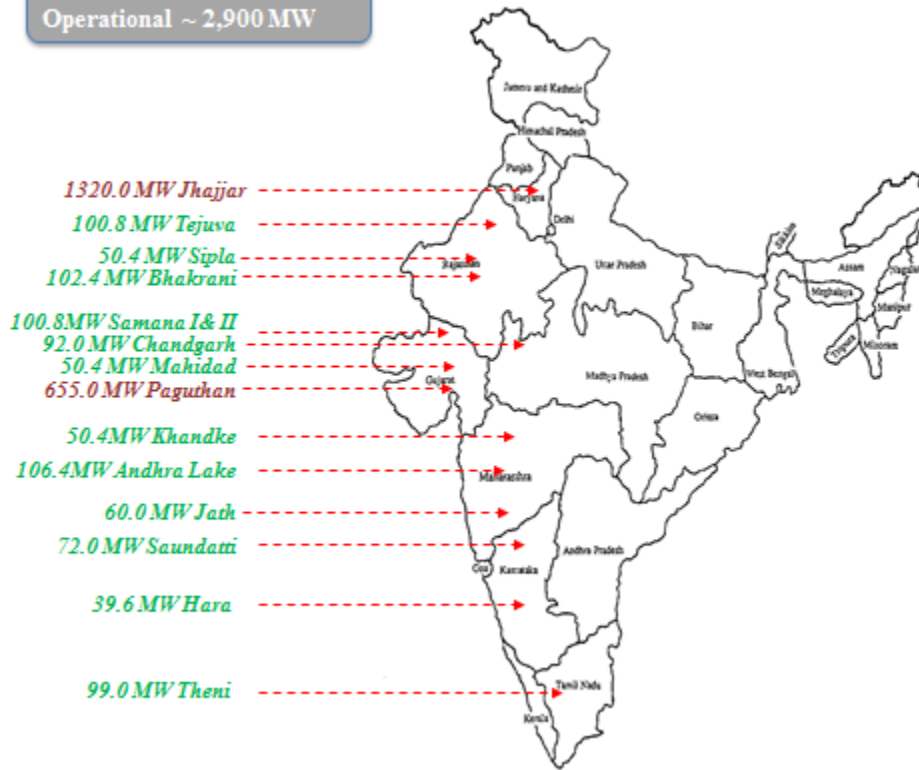 Operational ~ 2,900 MW
Jammu and Kashmir
Himachal Pradesh
Punjab
1320.0 MW Jhajjar
Haryana
100.8 MW Tejuva
Delhi
50.4 MW Sipla
Rajasthan
Uttar Pradesh
Sikkim
Assam
102.4 MW Bhakrani
Meghalaya
Manipur
100.8MW Samana I& II
Bihar
92.0 MW Chandgarh
Tripura
Mizoram
50.4 MW Mahidad
Gujarat
Madhya Pradesh
West Bengal
655.0 MW Paguthan
Orissa
50.4MW Khandke
106.4MW Andhra Lake
Maharashtra
60.0 MW Jath
72.0 MW Saundatti
Andhra Pradesh
Goa
Karnataka
39.6 MW Hara
99.0 MW Theni
Tamil Nadu
Kerala